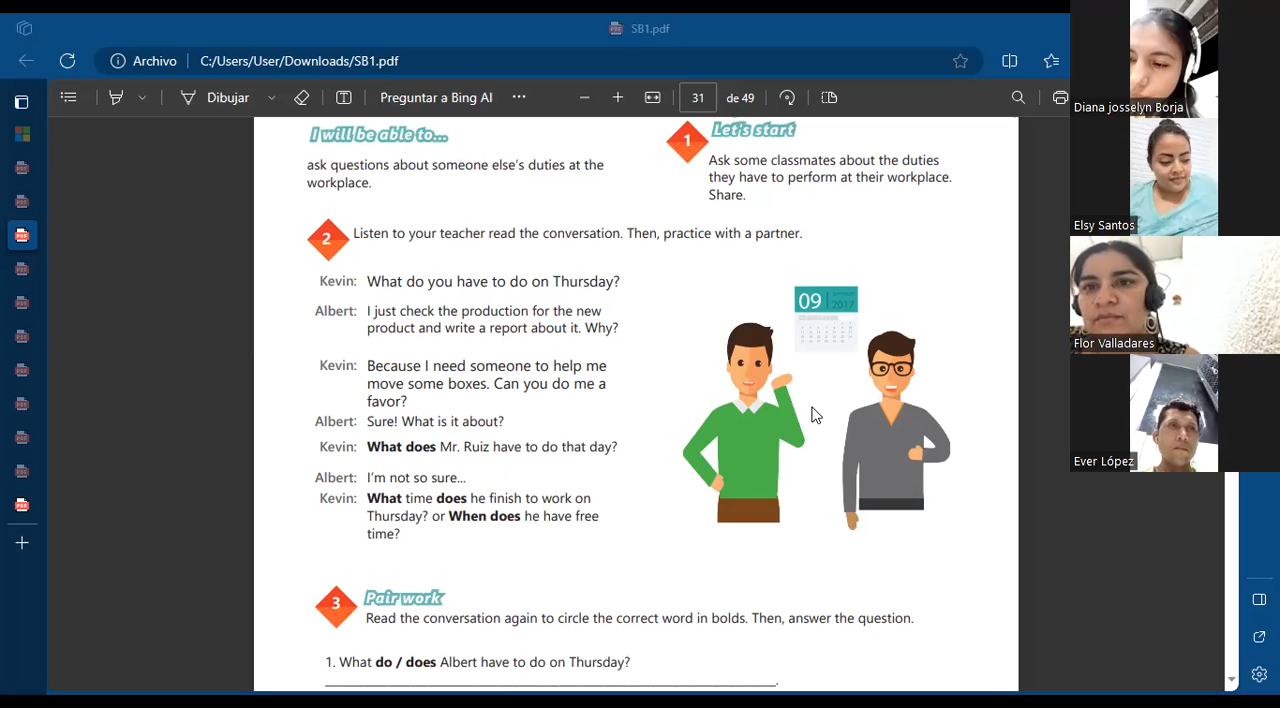 SB1.pdf
Archivo
C:/Users/User/Downloads/SB1.pdf
Dibujar
Preguntar a Bing AI
31
de 49
I will be able to...
ask questions about someone else's duties at the
workplace.
1
Let's start
Ask some classmates about the duties
they have to perform at their workplace.
Share.
2
Listen to your teacher read the conversation. Then, practice with a partner.
Kevin: What do you have to do on Thursday?
Albert: I just check the production for the new
product and write a report about it. Why?
Kevin: Because I need someone to help me
move some boxes. Can you do me a
favor?
Albert: Sure! What is it about?
Kevin: What does Mr. Ruiz have to do that day?
Albert: I'm not so sure...
Kevin: What time does he finish to work on
Thursday? or When does he have free
time?
09
2017
3
Pair work
Read the conversation again to circle the correct word in bolds. Then, answer the question.
1. What do / does Albert have to do on Thursday?
Diana josselyn Borja
Elsy Santos
Flor Valladares
Ever López